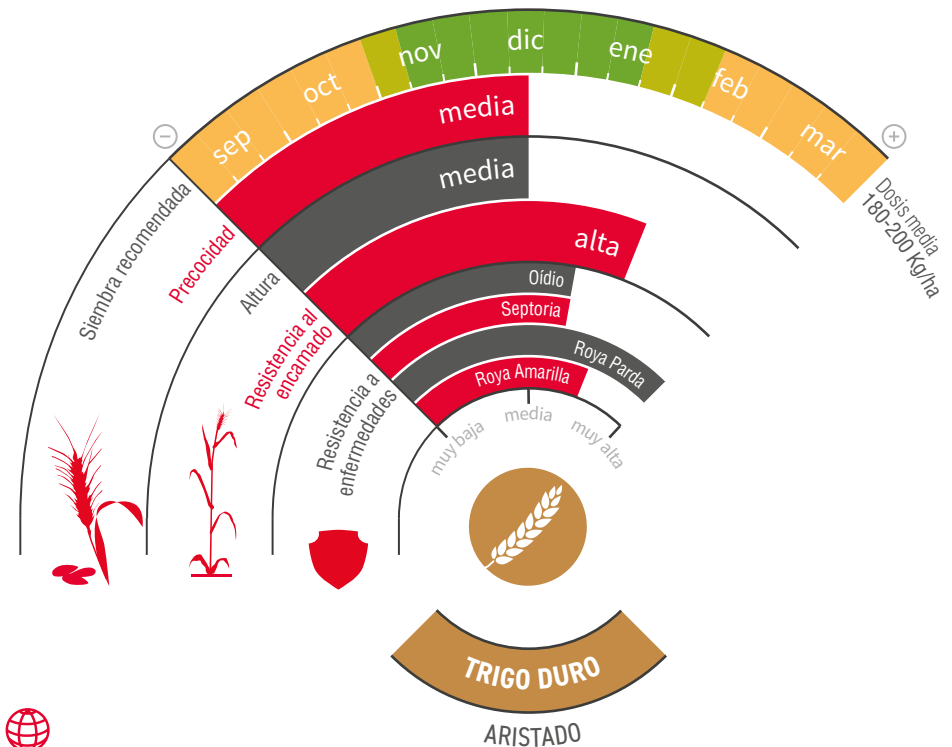 sep
oct
nov
dic
ene
feb
mar
−
+
Siembra recomendada
Dosis media
180-200 Kg/ha
Precocidad
media
Altura
media
Resistencia al
encamado
alta
Resistencia a
enfermedades
Oídio
Septoria
Roya Parda
Roya Amarilla
muy baja
media
muy alta
TRIGO DURO
ARISTADO